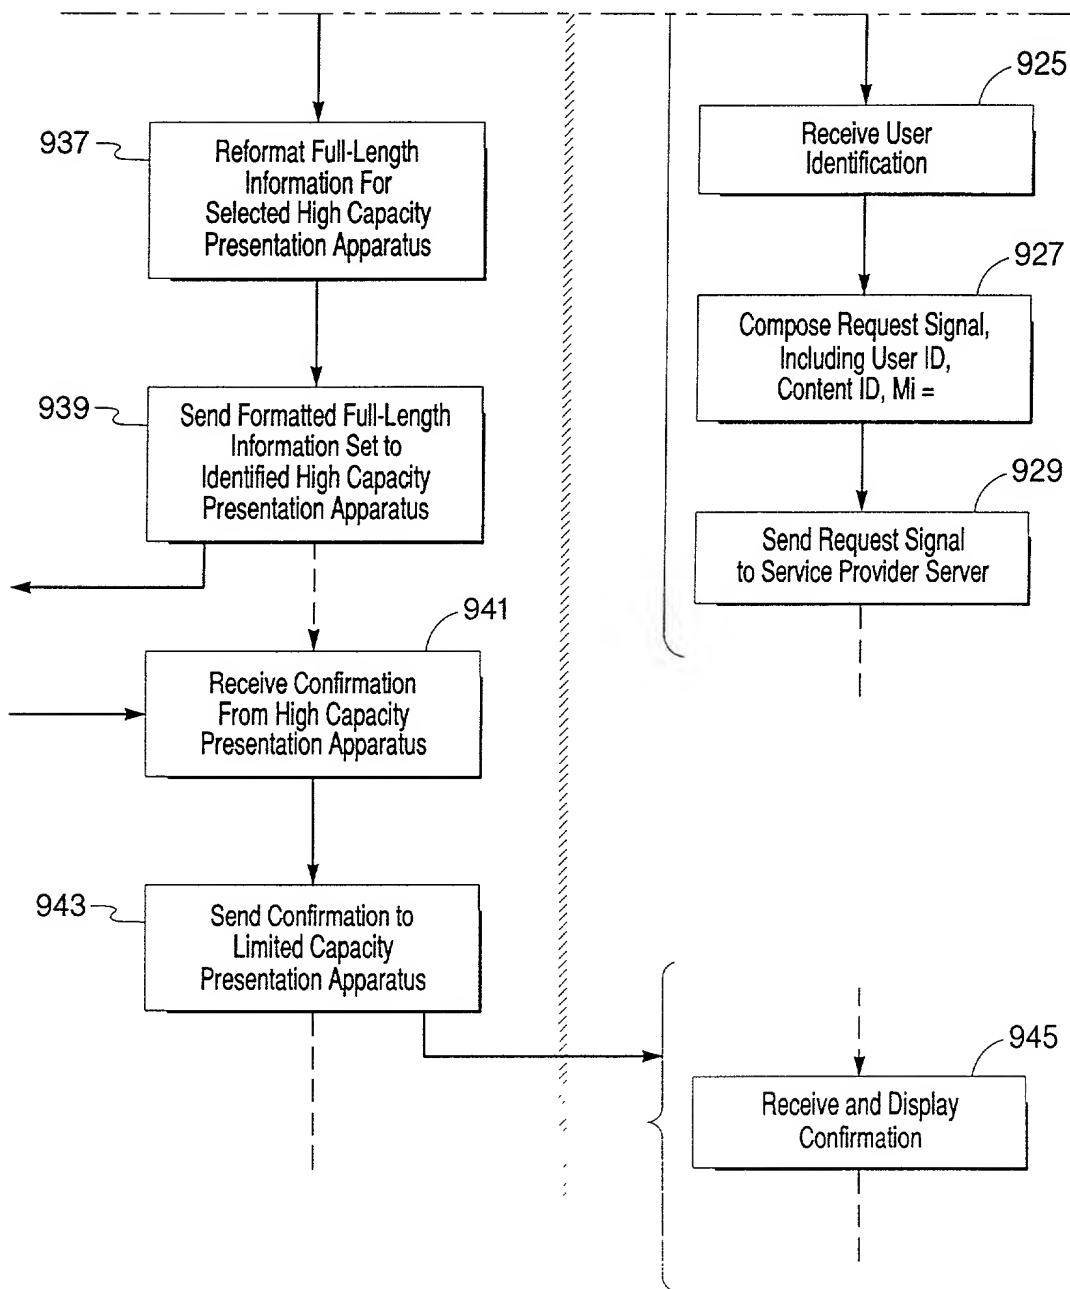 937
Reformat Full-Length
Information For
Selected High Capacity
Presentation Apparatus
939
Send Formatted Full-Length
Information Set to
Identified High Capacity
Presentation Apparatus
941
Receive Confirmation
From High Capacity
Presentation Apparatus
943
Send Confirmation to
Limited Capacity
Presentation Apparatus
925
Receive User
Identification
927
Compose Request Signal,
Including User ID,
Content ID, Mi =
929
Send Request Signal
to Service Provider Server
945
Receive and Display
Confirmation